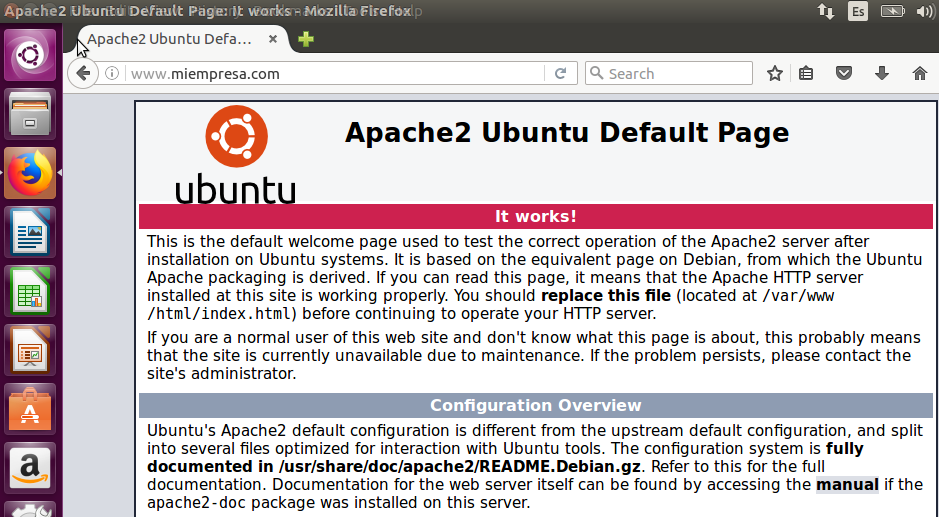 Apache2 Ubuntu Default Page: It works - Mozilla Firefox
Es
Apache2 Ubuntu Defa...
www.miempresa.com
Search
ubuntu
Apache2 Ubuntu Default Page
It works!
This is the default welcome page used to test the correct operation of the Apache2 server after
installation on Ubuntu systems. It is based on the equivalent page on Debian, from which the Ubuntu
Apache packaging is derived. If you can read this page, it means that the Apache HTTP server
installed at this site is working properly. You should replace this file (located at /var/www
/html/index.html) before continuing to operate your HTTP server.
If you are a normal user of this web site and don't know what this page is about, this probably means
that the site is currently unavailable due to maintenance. If the problem persists, please contact the
site's administrator.
Configuration Overview
Ubuntu's Apache2 default configuration is different from the upstream default configuration, and split
into several files optimized for interaction with Ubuntu tools. The configuration system is fully
documented in /usr/share/doc/apache2/README.Debian.gz. Refer to this for the full
documentation. Documentation for the web server itself can be found by accessing the manual if the
apache2-doc package was installed on this server.